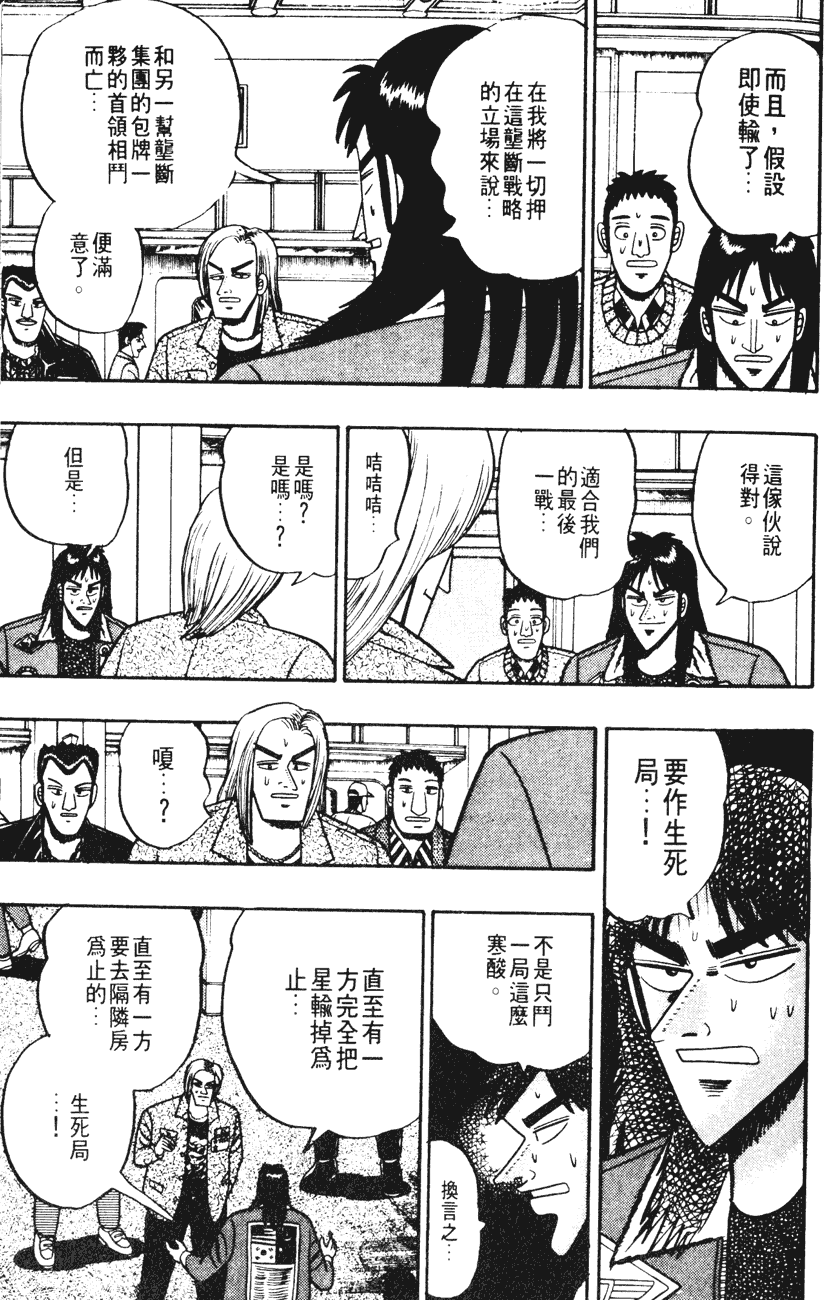 而且，假設
即使輸了…
在我將一切押
在這壟斷戰略
的立場來說…
和另一幫壟斷
集團的包牌一
夥的首領相鬥
而亡…
便滿
意了。
這傢伙說
得對。
適合我們
的最後
一戰…
咭咭咭…
是嗎？
是嗎…？
但是…
要作生死
局…！
嗄…？
不是只鬥
一局這麼
寒酸。
換言之…
直至有一
方完全把
星輸掉為
止…
直至有一方
要去隔隣房
為止的…
生死局
…！